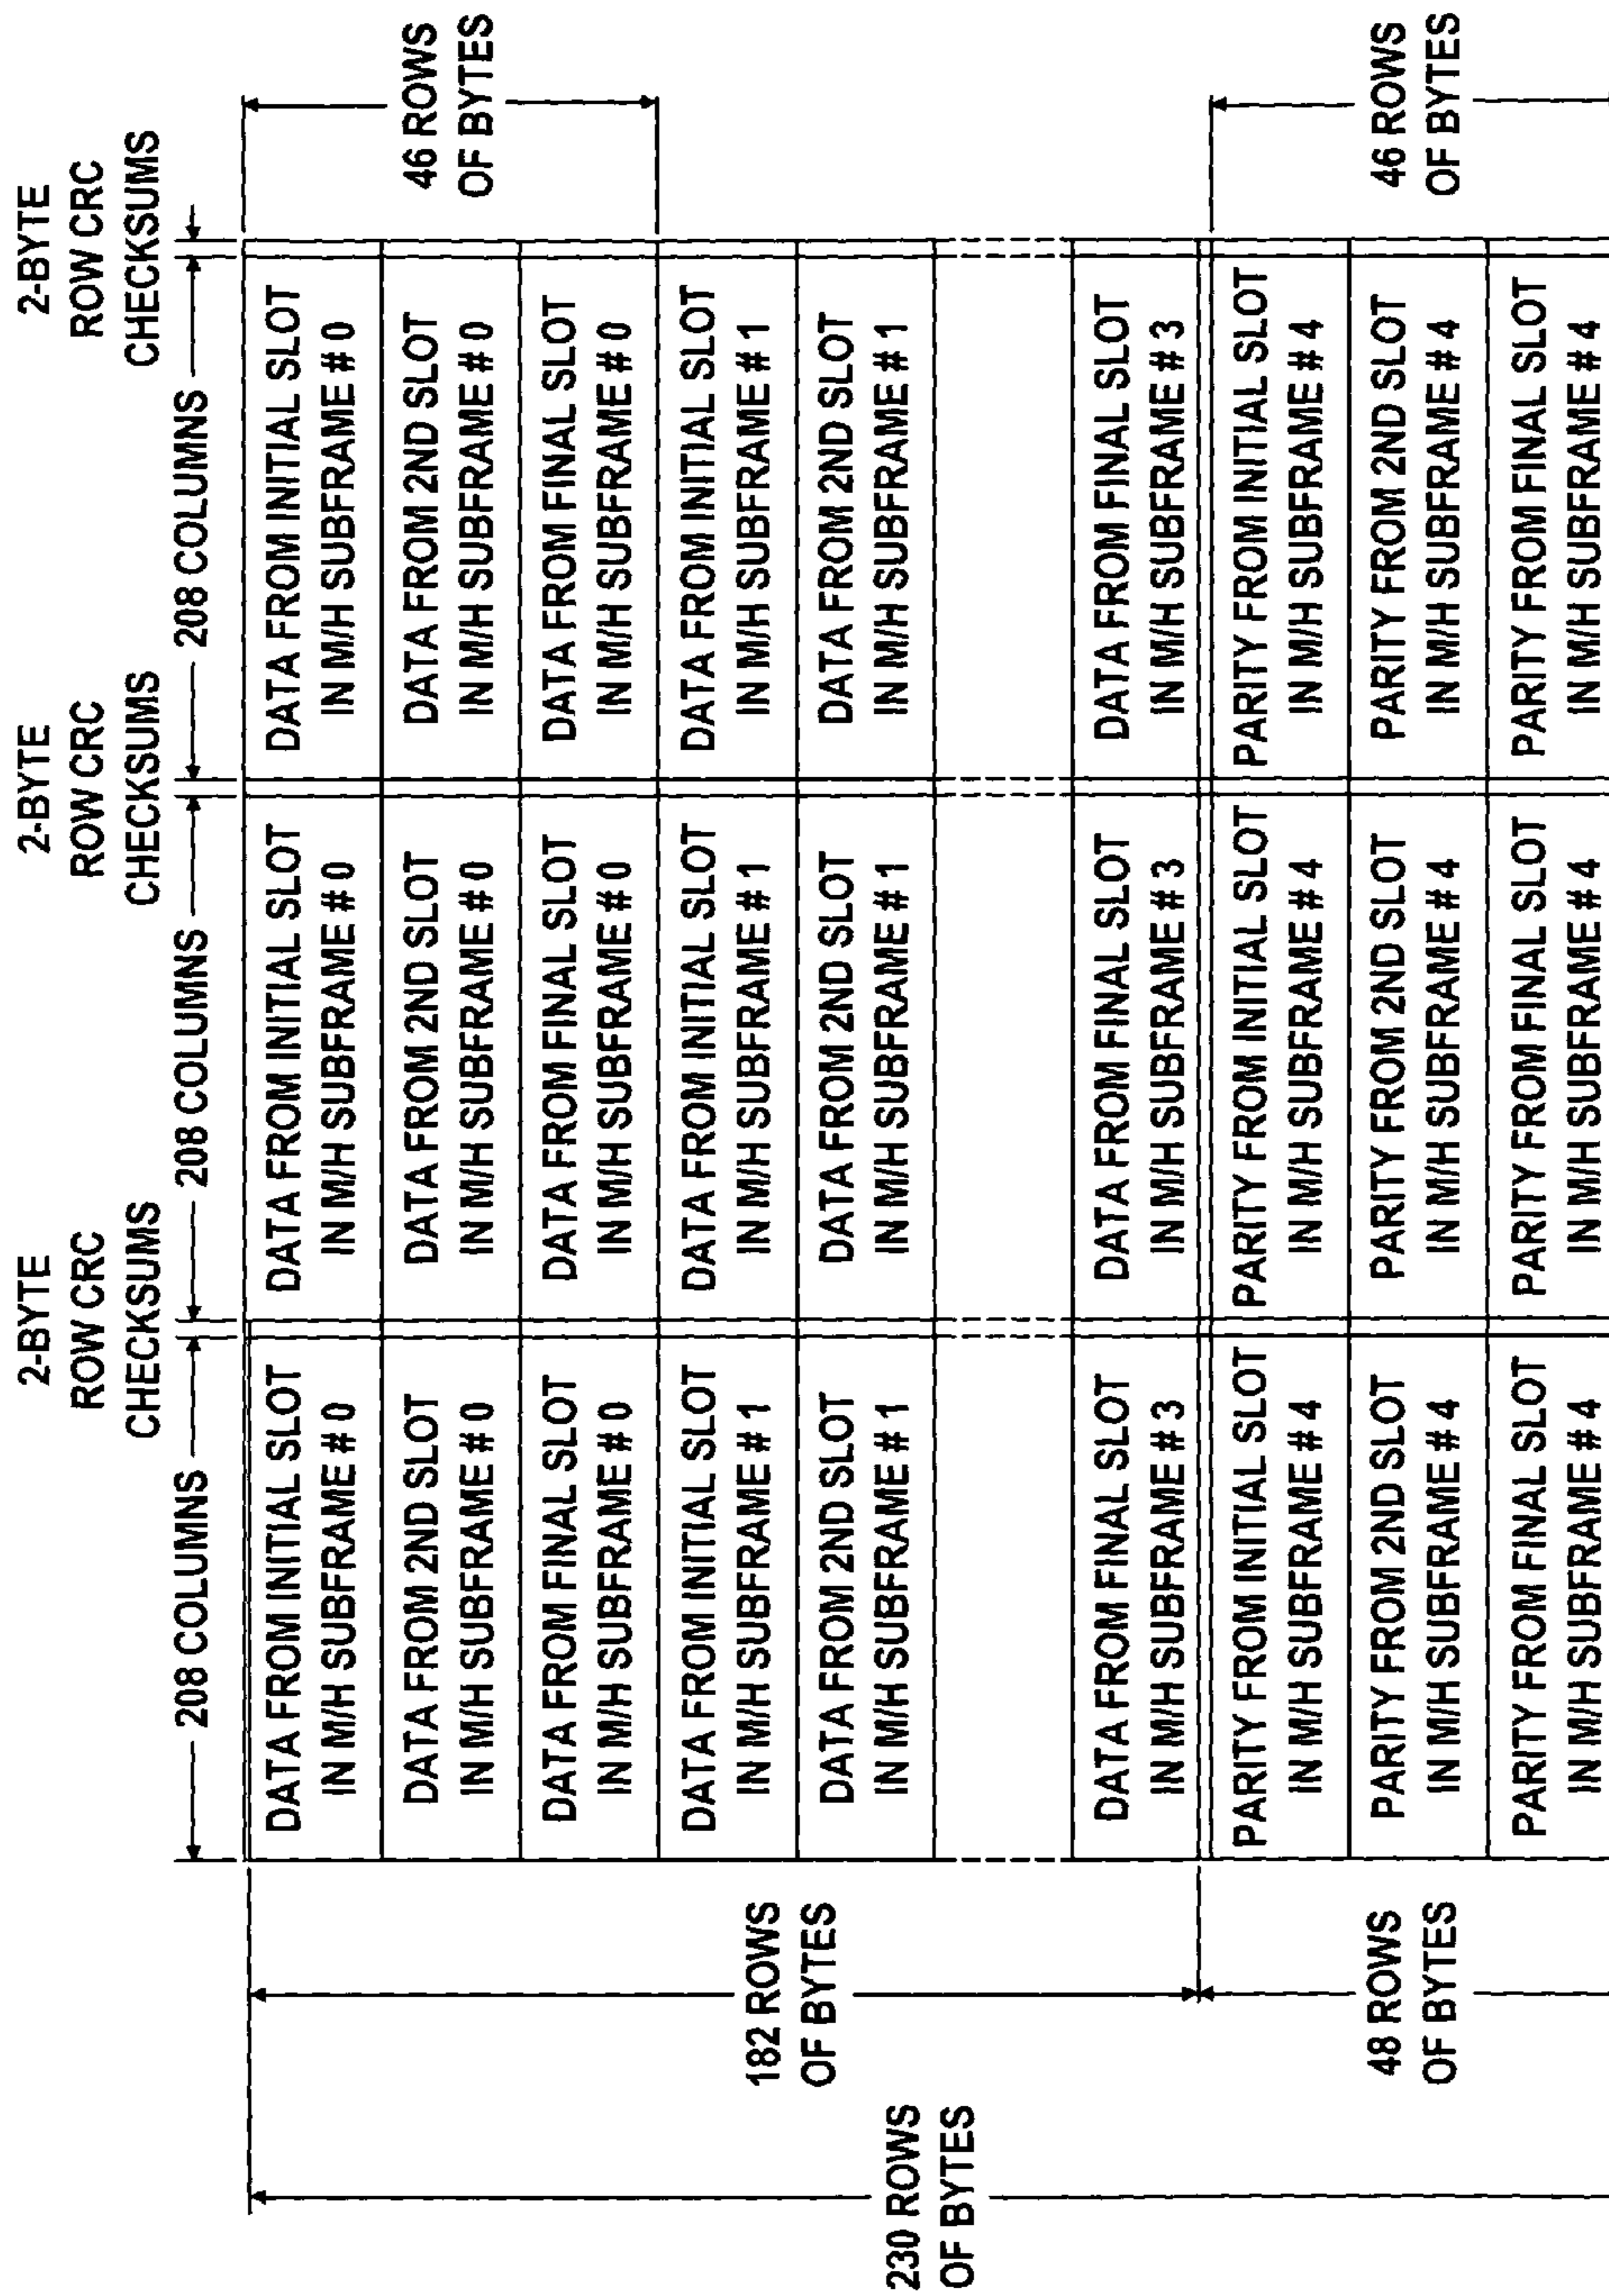 2-BYTE
ROW CRC
CHECKSUMS
2-BYTE
ROW CRC
CHECKSUMS
2-BYTE
ROW CRC
CHECKSUMS
208 COLUMNS
208 COLUMNS
208 COLUMNS
DATA FROM INITIAL SLOT
IN M/H SUBFRAME # 0
DATA FROM INITIAL SLOT
IN M/H SUBFRAME # 0
DATA FROM INITIAL SLOT
IN M/H SUBFRAME # 0
DATA FROM 2ND SLOT
IN M/H SUBFRAME # 0
DATA FROM 2ND SLOT
IN M/H SUBFRAME # 0
DATA FROM 2ND SLOT
IN M/H SUBFRAME # 0
46 ROWS
OF BYTES
DATA FROM FINAL SLOT
IN M/H SUBFRAME # 0
DATA FROM FINAL SLOT
IN M/H SUBFRAME # 0
DATA FROM FINAL SLOT
IN M/H SUBFRAME # 0
DATA FROM INITIAL SLOT
IN M/H SUBFRAME # 1
DATA FROM INITIAL SLOT
IN M/H SUBFRAME # 1
DATA FROM INITIAL SLOT
IN M/H SUBFRAME # 1
182 ROWS
OF BYTES
DATA FROM 2ND SLOT
IN M/H SUBFRAME # 1
DATA FROM 2ND SLOT
IN M/H SUBFRAME # 1
DATA FROM 2ND SLOT
IN M/H SUBFRAME # 1
230 ROWS
OF BYTES
DATA FROM FINAL SLOT
IN M/H SUBFRAME # 3
DATA FROM FINAL SLOT
IN M/H SUBFRAME # 3
DATA FROM FINAL SLOT
IN M/H SUBFRAME # 3
PARITY FROM INITIAL SLOT
IN M/H SUBFRAME # 4
PARITY FROM INITIAL SLOT
IN M/H SUBFRAME # 4
PARITY FROM INITIAL SLOT
IN M/H SUBFRAME # 4
48 ROWS
OF BYTES
PARITY FROM 2ND SLOT
IN M/H SUBFRAME # 4
PARITY FROM 2ND SLOT
IN M/H SUBFRAME # 4
PARITY FROM 2ND SLOT
IN M/H SUBFRAME # 4
46 ROWS
OF BYTES
PARITY FROM FINAL SLOT
IN M/H SUBFRAME # 4
PARITY FROM FINAL SLOT
IN M/H SUBFRAME # 4
PARITY FROM FINAL SLOT
IN M/H SUBFRAME # 4